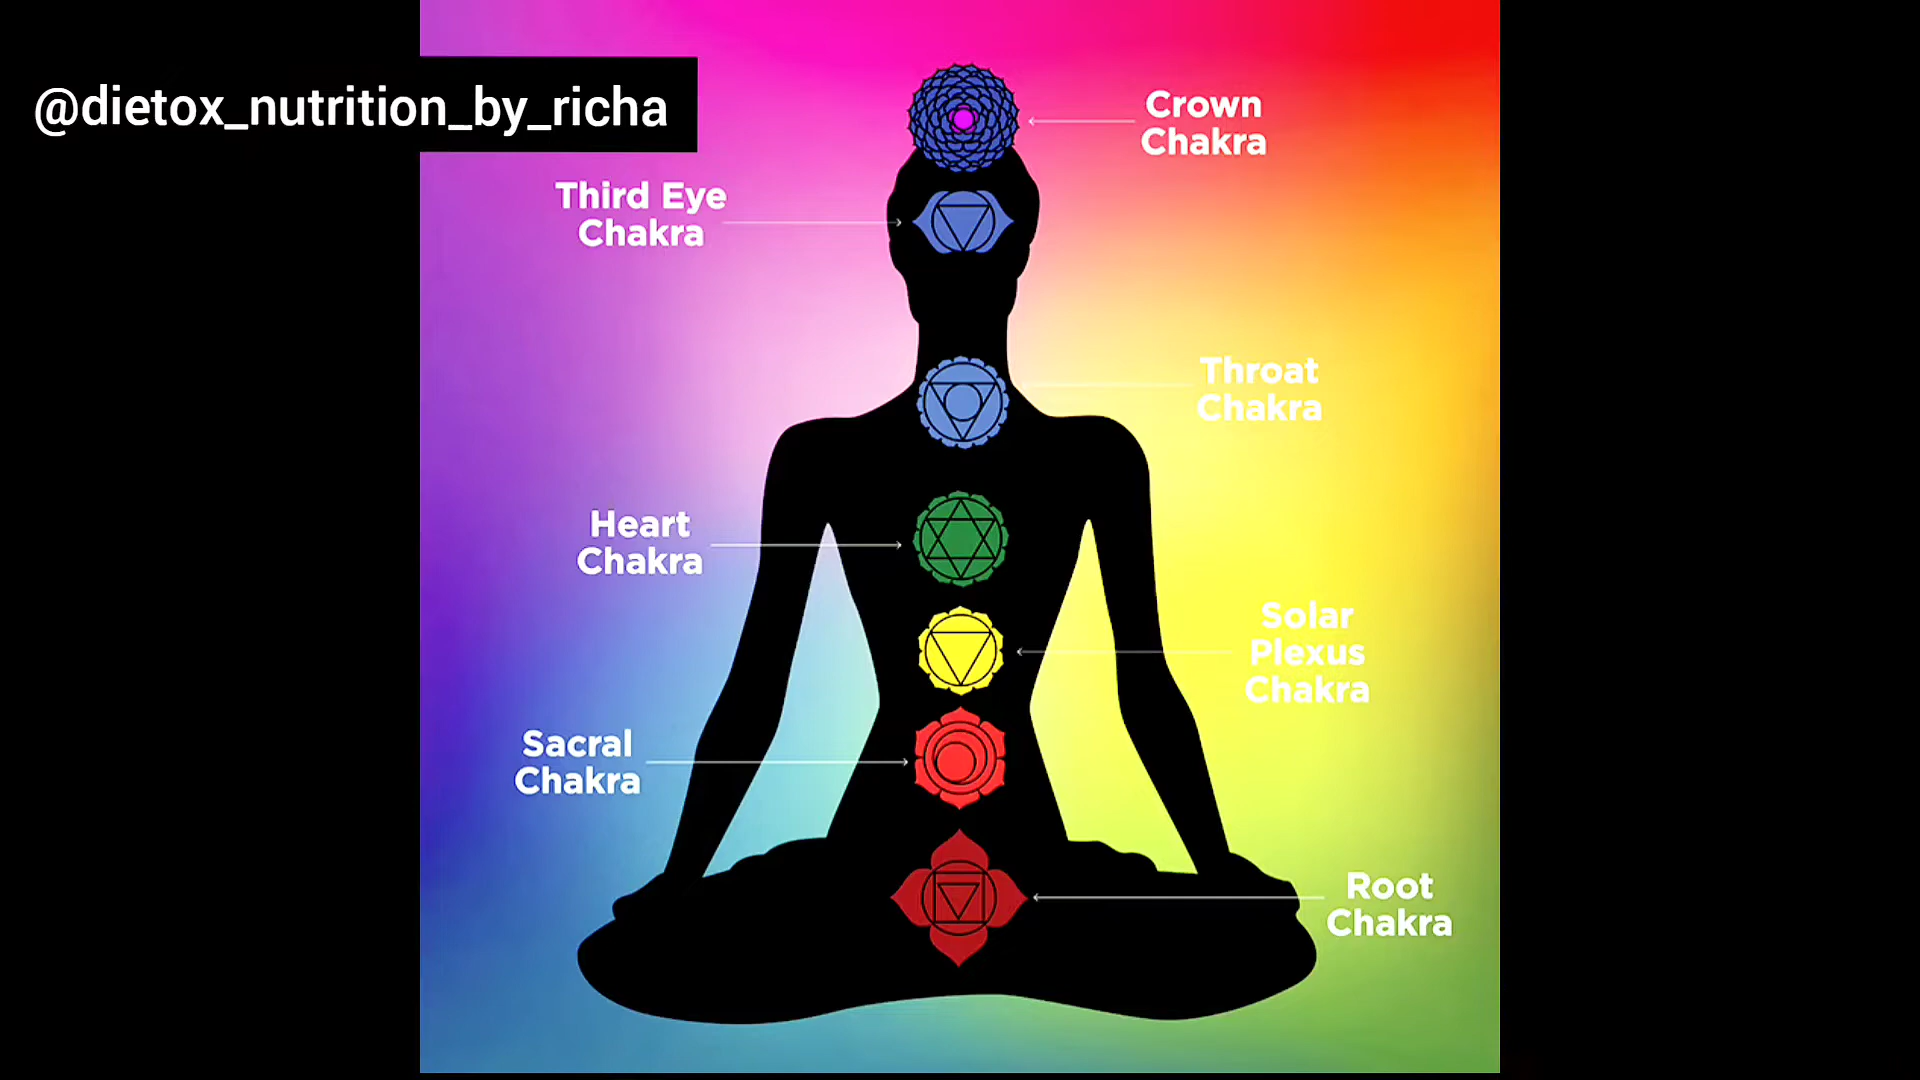 @dietox_nutrition_by_richa
Crown
Chakra
Third Eye
Chakra
Throat
Chakra
Heart
Chakra
Solar
Plexus
Chakra
Sacral
Chakra
Root
Chakra